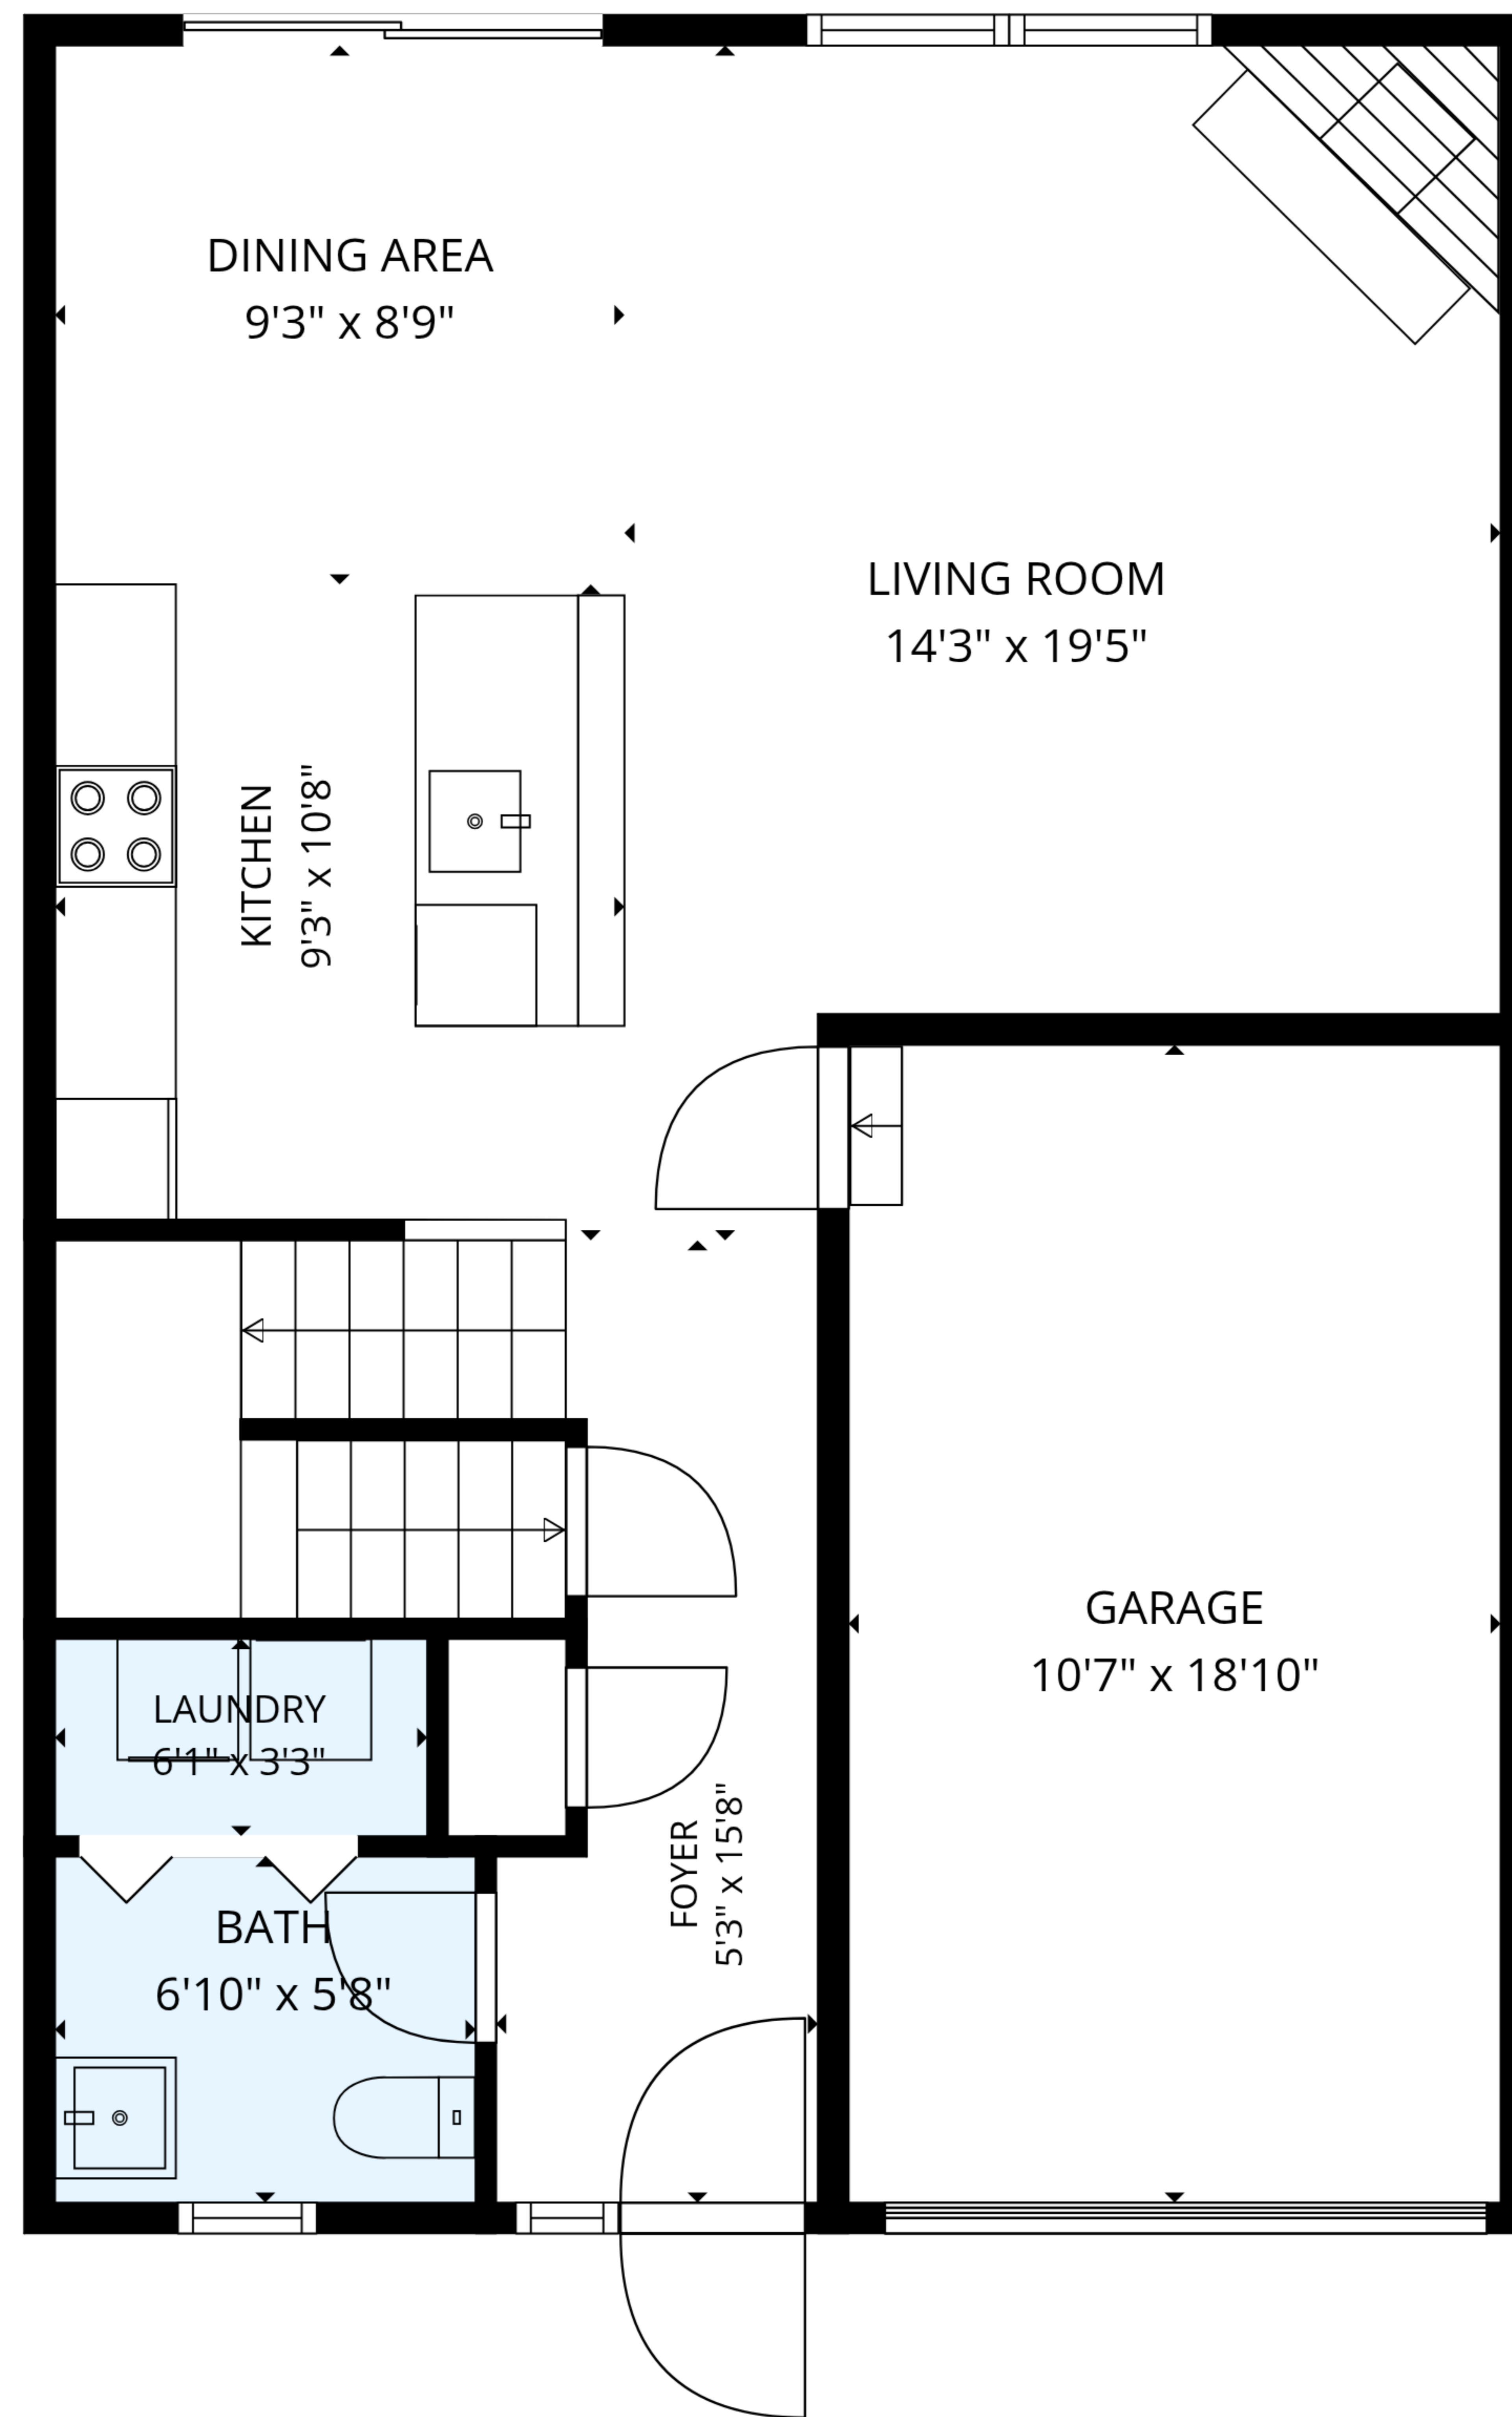 DINING AREA
9'3" x 8'9"
LIVING ROOM
14'3" x 19'5"
KITCHEN
9'3" x 10'8"
GARAGE
10'7" x 18'10"
LAUNDRY
6'1" x 3'3"
FOYER
5'3" x 15'8"
BATH
6'10" x 5'8"